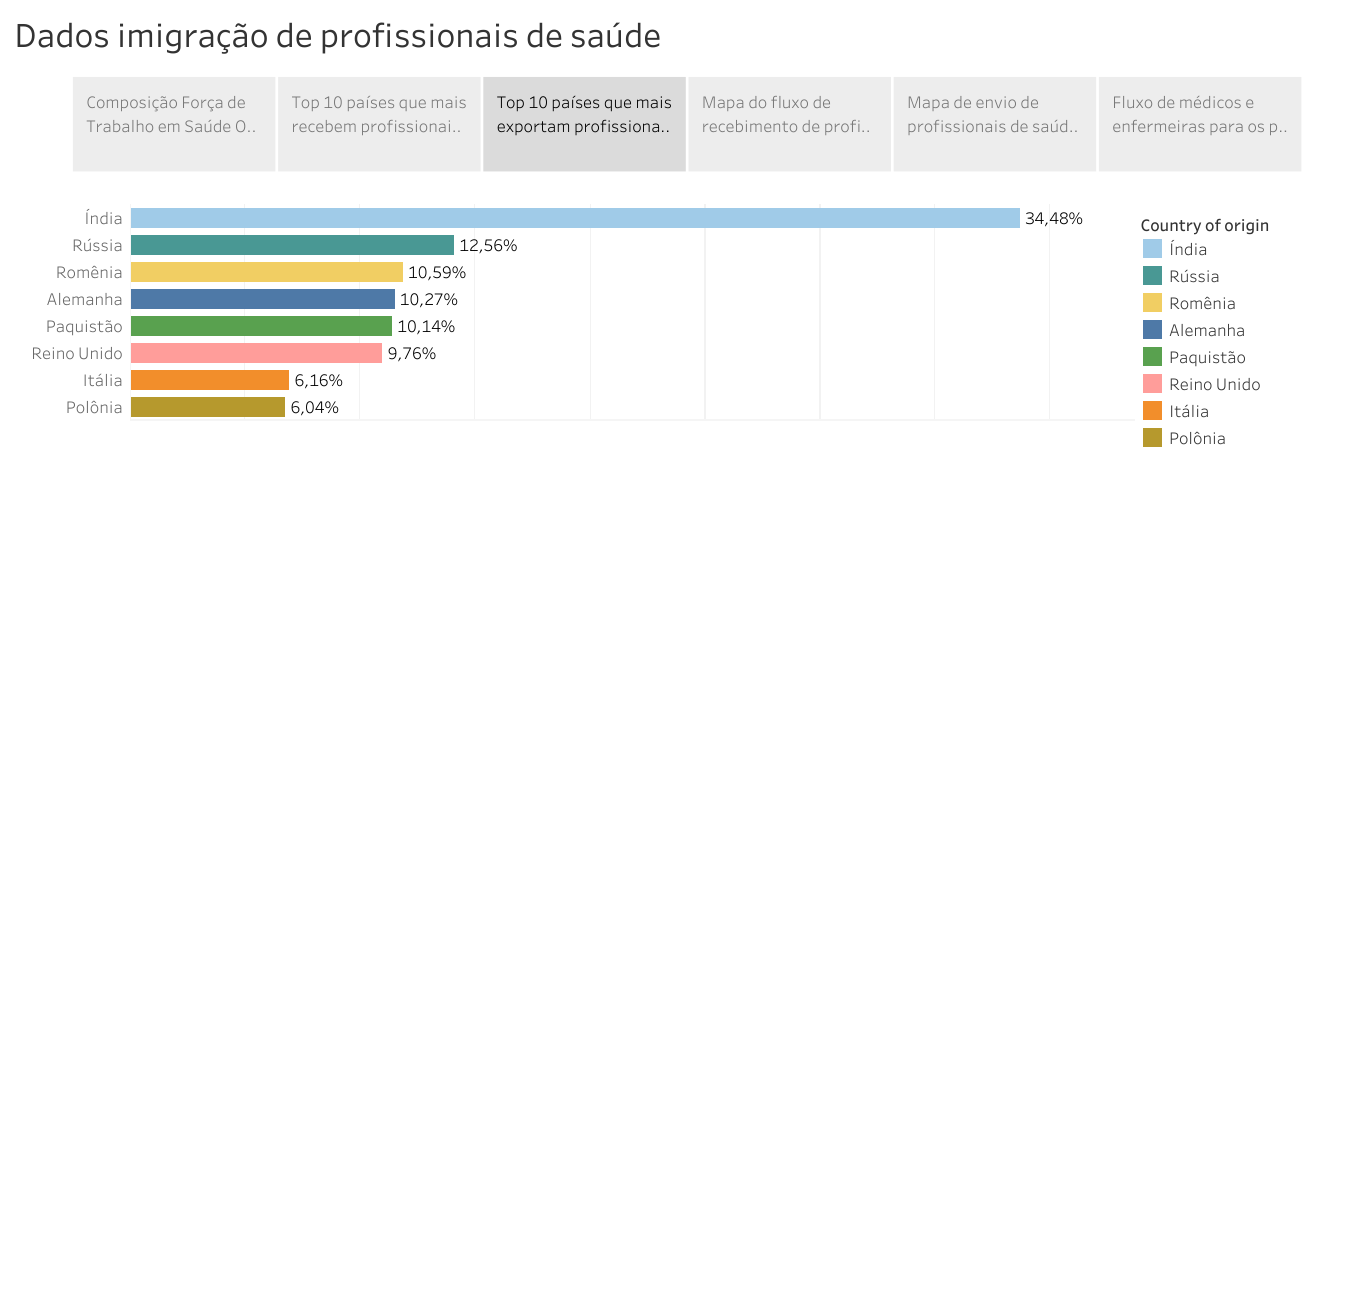 Dados imigração de profissionais de saúde
Composição Força de
Trabalho em Saúde O..
Top 10 países que mais
recebem profissionai..
Top 10 países que mais
exportam profissiona..
Mapa do fluxo de
recebimento de profi..
Mapa de envio de
profissionais de saúd..
Fluxo de médicos e
enfermeiras para os p..
Índia 34,48%
Rússia 12,56%
Romênia 10,59%
Alemanha 10,27%
Paquistão 10,14%
Reino Unido 9,76%
Itália 6,16%
Polônia 6,04%
Country of origin
Índia
Rússia
Romênia
Alemanha
Paquistão
Reino Unido
Itália
Polônia